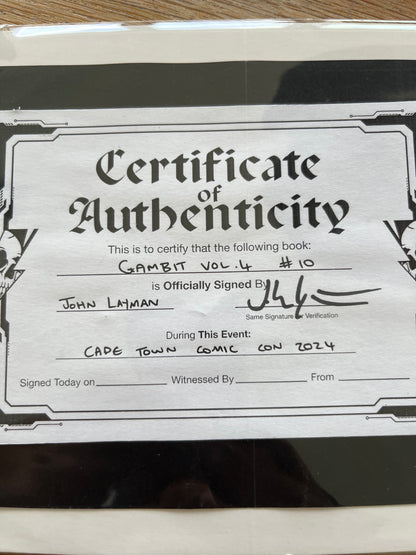 Certificate
of
Authenticity
This is to certify that the following book:
GAMBIT VOL.4 #10
is Officially Signed By
JOHN LAYMAN
Same Signature for Verification
During This Event:
CAPE TOWN COMIC CON 2024
Signed Today on Witnessed By From